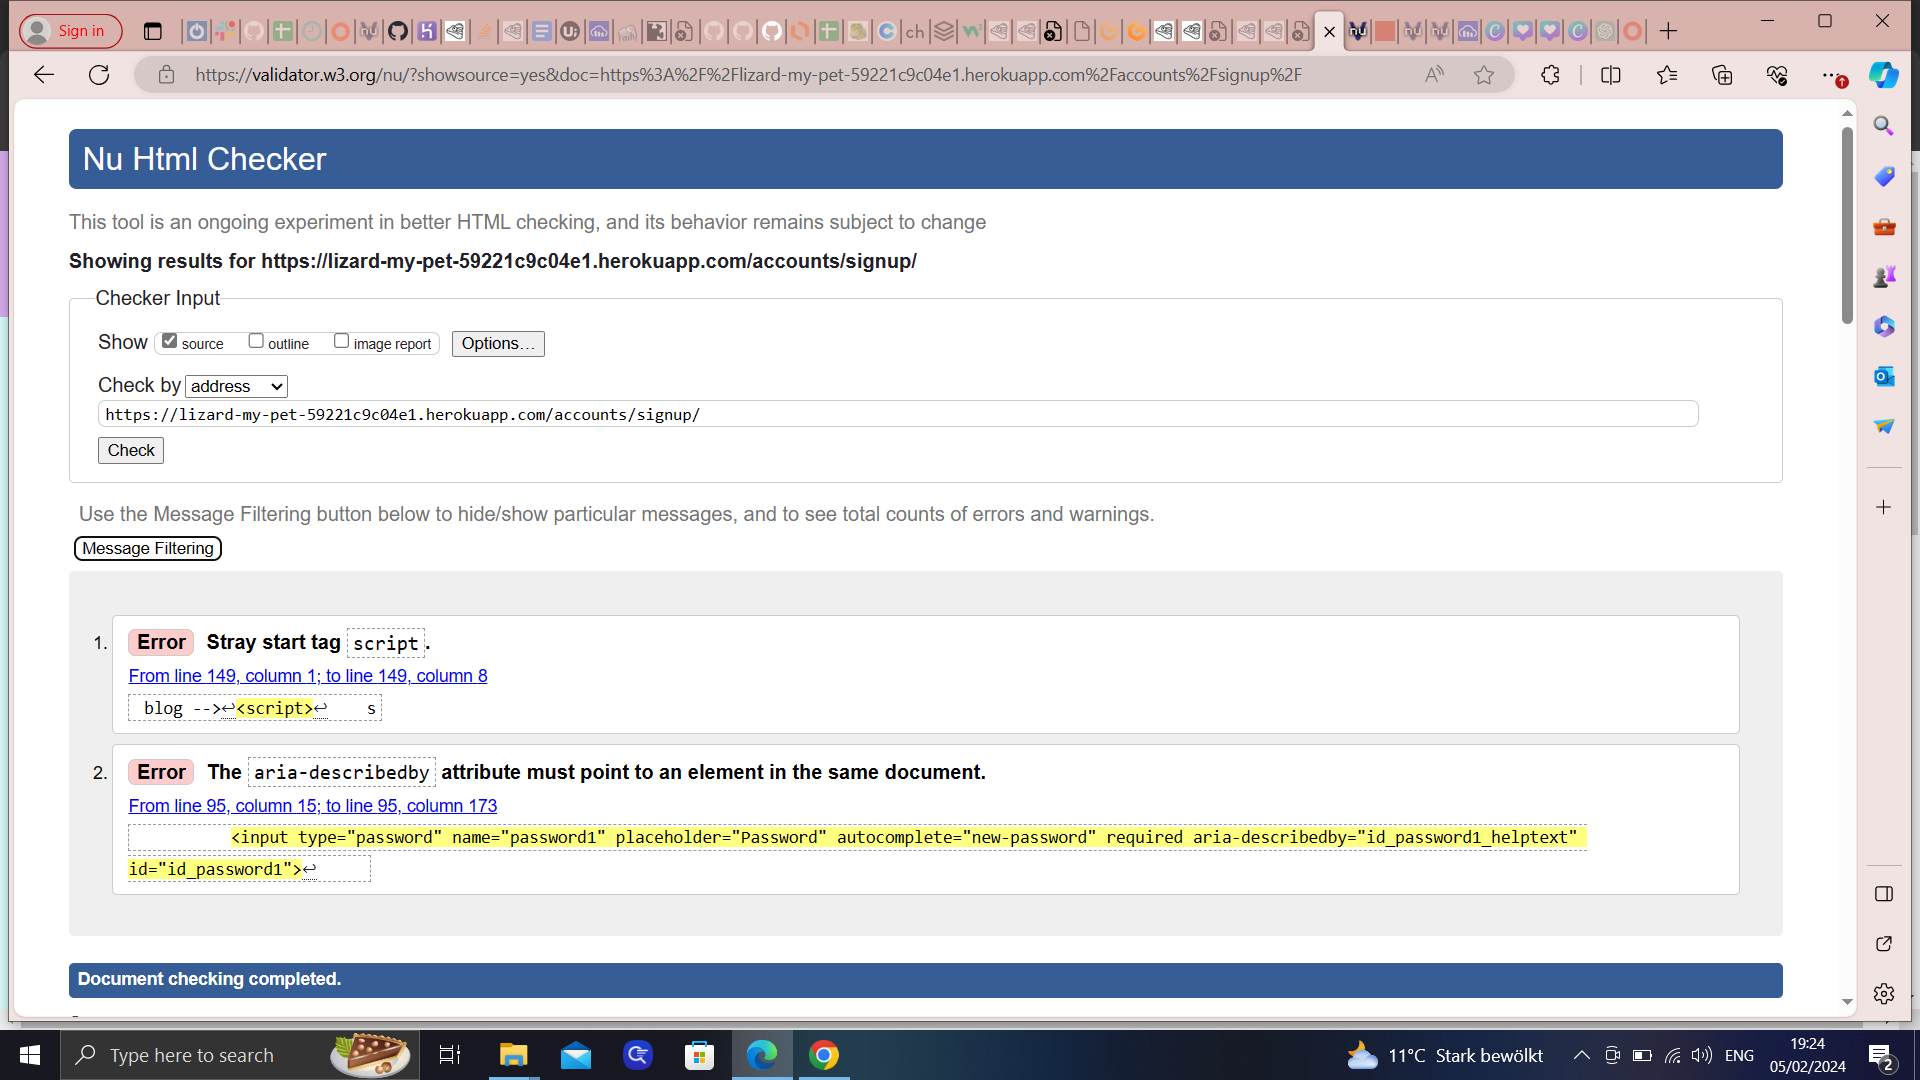 Sign in
ch
https://validator.w3.org/nu/?showsource=yes&doc=https%3A%2F%2Flizard-my-pet-59221c9c04e1.herokuapp.com%2Faccounts%2Fsignup%2F
Nu Html Checker
This tool is an ongoing experiment in better HTML checking, and its behavior remains subject to change
Showing results for https://lizard-my-pet-59221c9c04e1.herokuapp.com/accounts/signup/
Checker Input
Show source outline image report Options...
Check by address
https://lizard-my-pet-59221c9c04e1.herokuapp.com/accounts/signup/
Check
Use the Message Filtering button below to hide/show particular messages, and to see total counts of errors and warnings.
Message Filtering
1. Error Stray start tag script.
From line 149, column 1; to line 149, column 8
blog -->↩<script>↩ s
2. Error The aria-describedby attribute must point to an element in the same document.
From line 95, column 15; to line 95, column 173
<input type="password" name="password1" placeholder="Password" autocomplete="new-password" required aria-describedby="id_password1_helptext"
id="id_password1">↩
Document checking completed.
Type here to search
11°C Stark bewölkt
ENG
19:24
05/02/2024
2